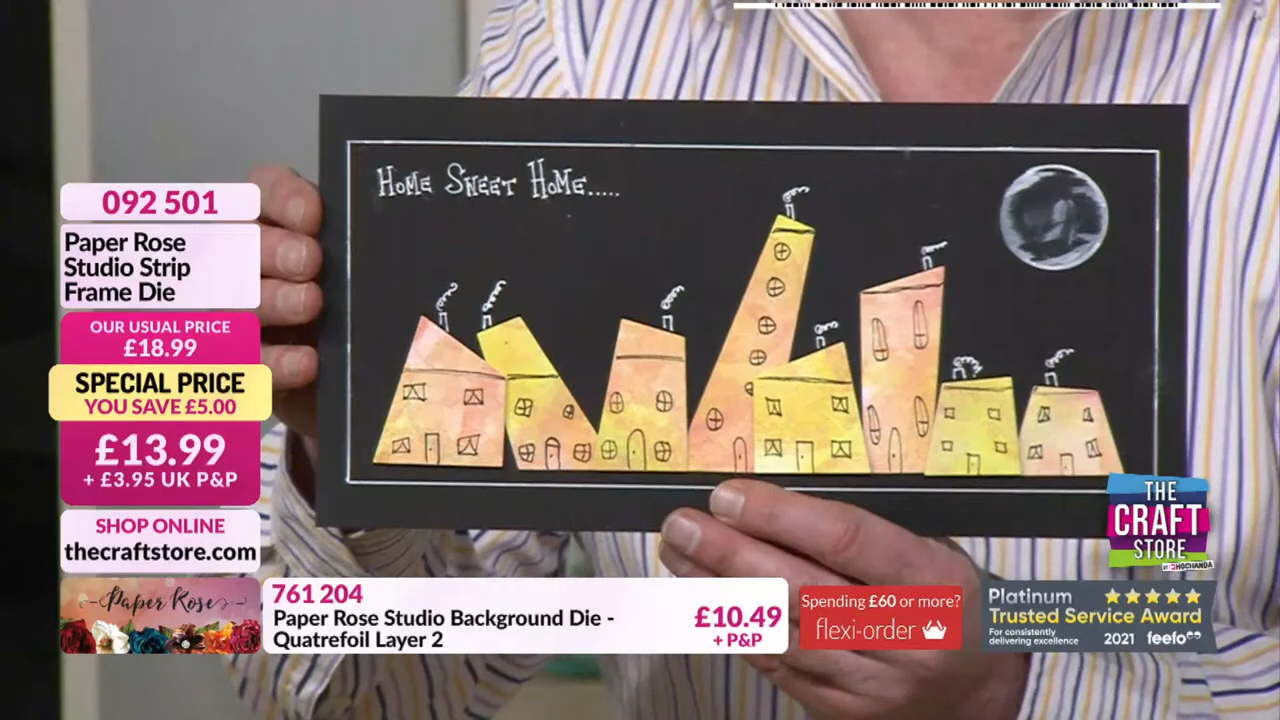 HOME SWEET HOME.....
092 501
Paper Rose
Studio Strip
Frame Die
OUR USUAL PRICE
£18.99
SPECIAL PRICE
YOU SAVE £5.00
£13.99
+ £3.95 UK P&P
SHOP ONLINE
thecraftstore.com
Paper Rose
761 204
Paper Rose Studio Background Die -
Quatrefoil Layer 2
£10.49
+ P&P
Spending £60 or more?
flexi-order
THE
CRAFT
STORE
BY HOCHANDA
Platinum
Trusted Service Award
For consistently
delivering excellence
2021 feefo